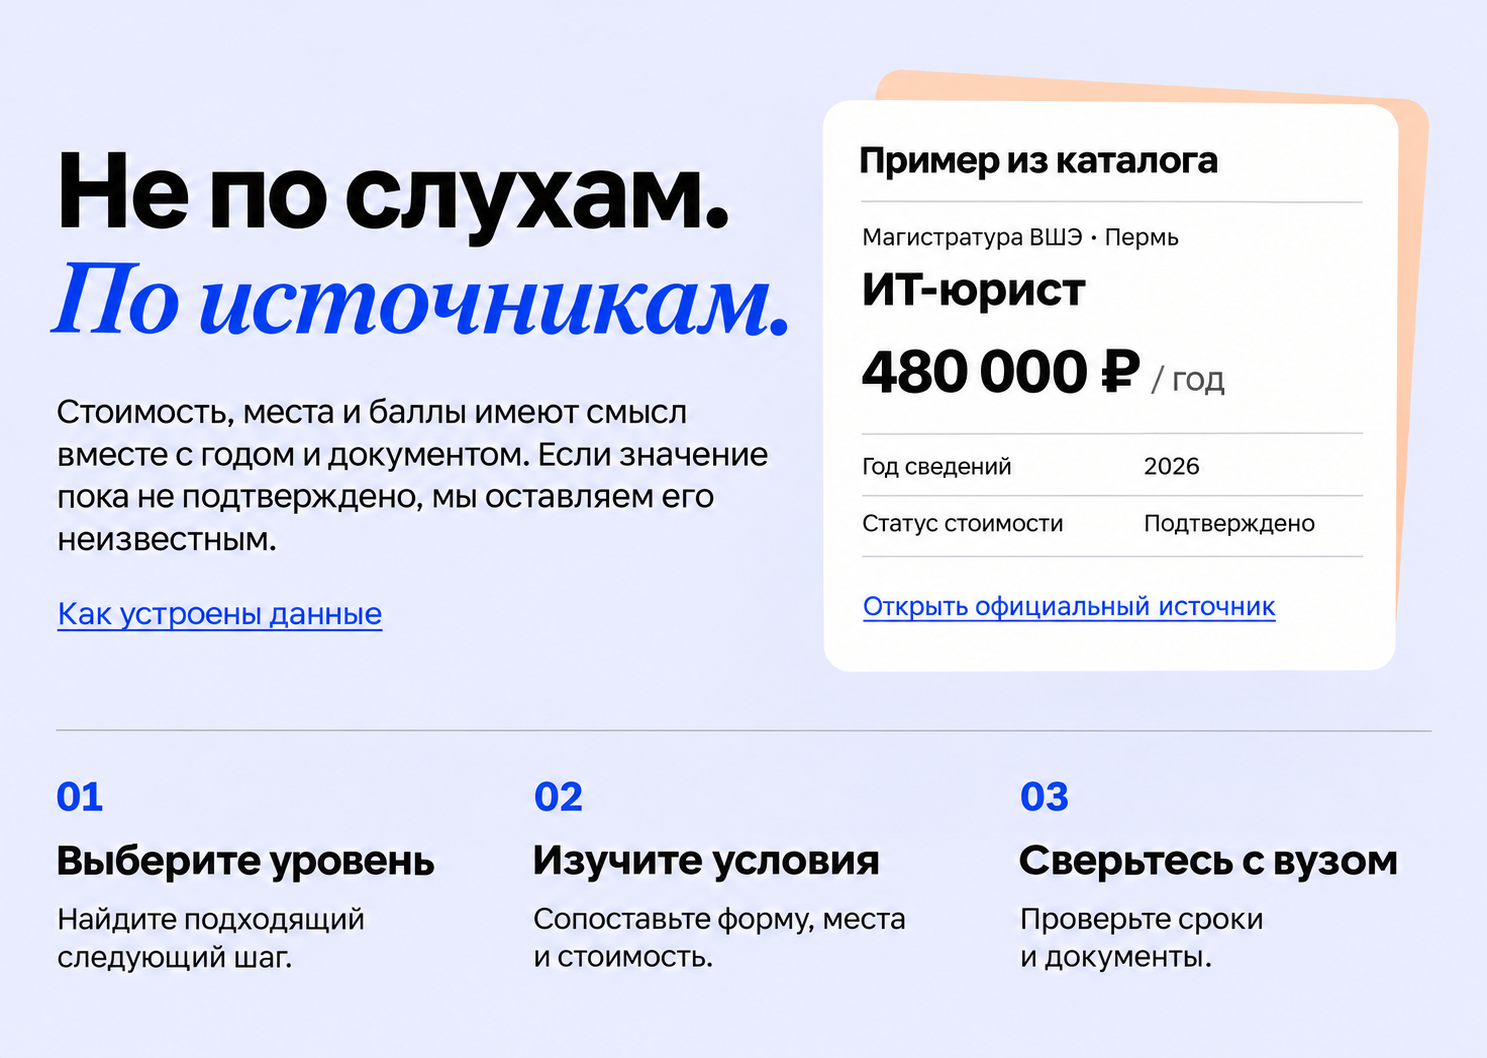 Не по слухам.
По источникам.
Стоимость, места и баллы имеют смысл
вместе с годом и документом. Если значение
пока не подтверждено, мы оставляем его
неизвестным.
Как устроены данные
Пример из каталога
Магистратура ВШЭ · Пермь
ИТ-юрист
480 000 ₽ / год
Год сведений 2026
Статус стоимости Подтверждено
Открыть официальный источник
01
Выберите уровень
Найдите подходящий
следующий шаг.
02
Изучите условия
Сопоставьте форму, места
и стоимость.
03
Сверьтесь с вузом
Проверьте сроки
и документы.